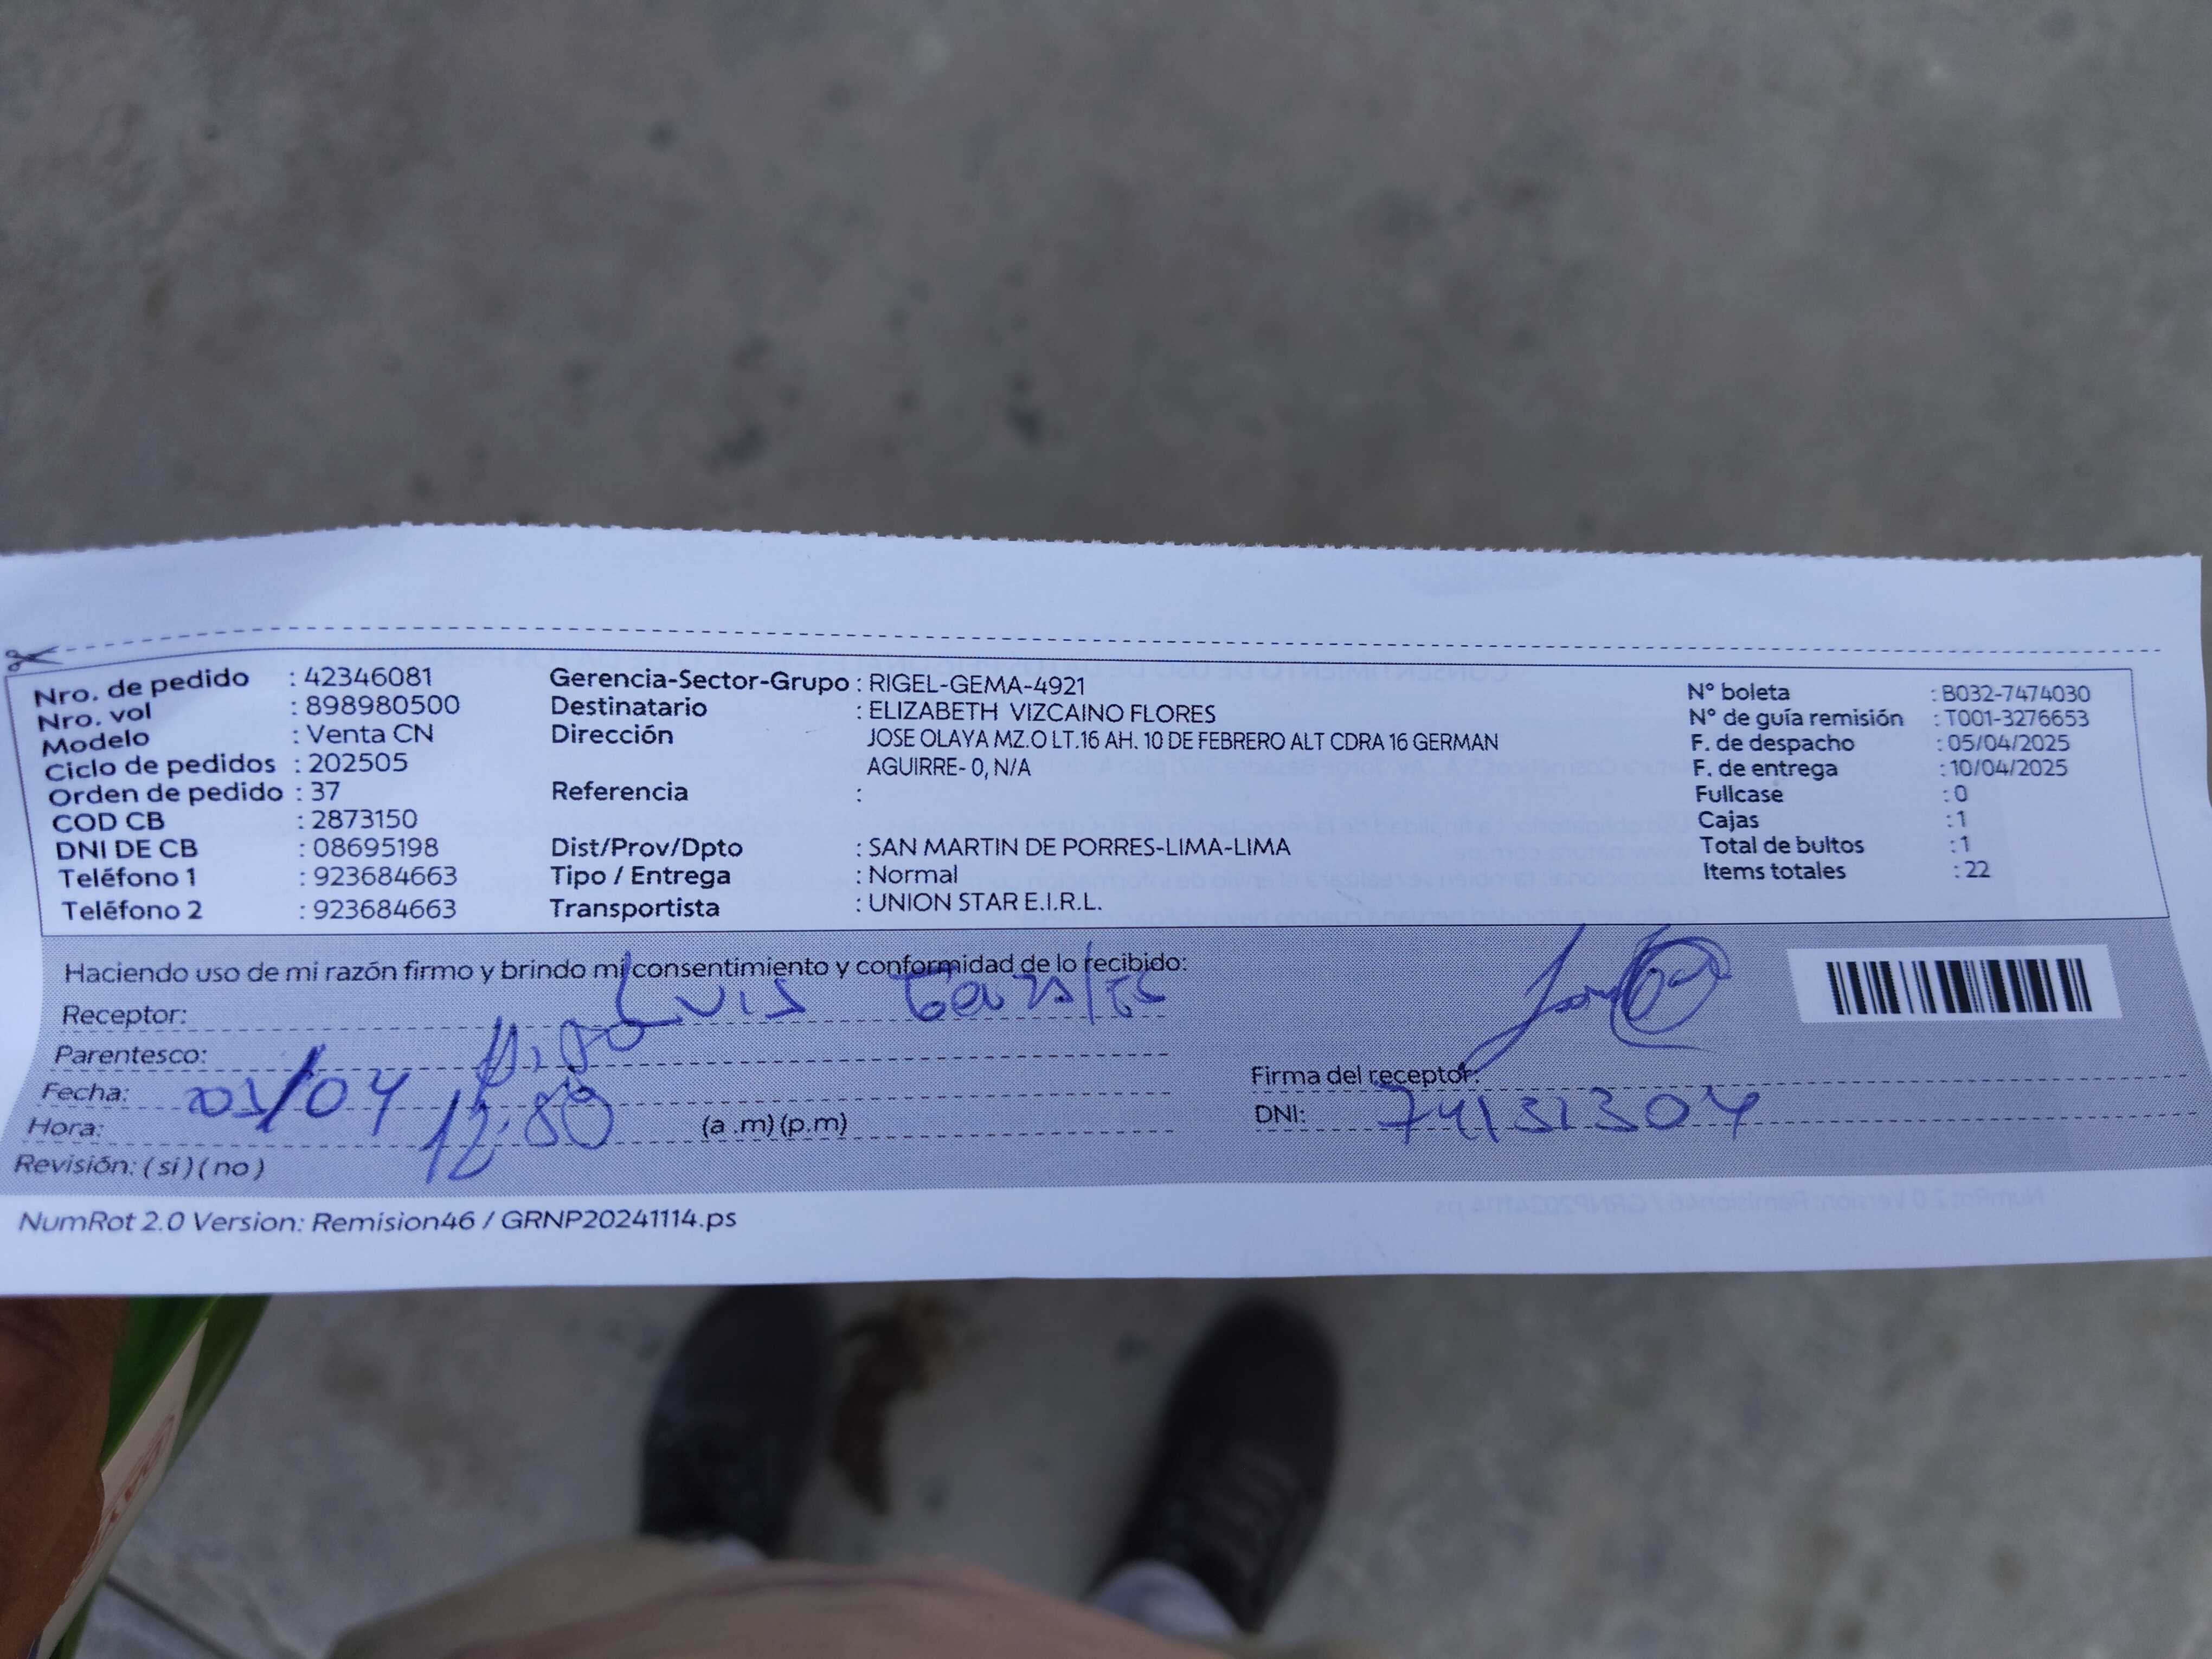 Nro. de pedido : 42346081
Nro. vol : 898980500
Modelo : Venta CN
Ciclo de pedidos : 202505
Orden de pedido : 37
COD CB : 2873150
DNI DE CB : 08695198
Teléfono 1 : 923684663
Teléfono 2 : 923684663
Gerencia-Sector-Grupo : RIGEL-GEMA-4921
Destinatario : ELIZABETH VIZCAINO FLORES
Dirección JOSE OLAYA MZ.O LT.16 AH. 10 DE FEBRERO ALT CDRA 16 GERMAN
AGUIRRE- 0, N/A
Referencia :
Dist/Prov/Dpto : SAN MARTIN DE PORRES-LIMA-LIMA
Tipo / Entrega : Normal
Transportista : UNION STAR E.I.R.L.
N° boleta : B032-7474030
N° de guía remisión : T001-3276653
F. de despacho : 05/04/2025
F. de entrega : 10/04/2025
Fullcase : 0
Cajas : 1
Total de bultos : 1
Items totales : 22
Haciendo uso de mi razón firmo y brindo mi consentimiento y conformidad de lo recibido:
Receptor: Luis
Parentesco:
Fecha:
Hora: (a .m) (p.m)
Revisión: ( si ) ( no )
Firma del receptor:
DNI:
NumRot 2.0 Version: Remision46 / GRNP20241114.ps